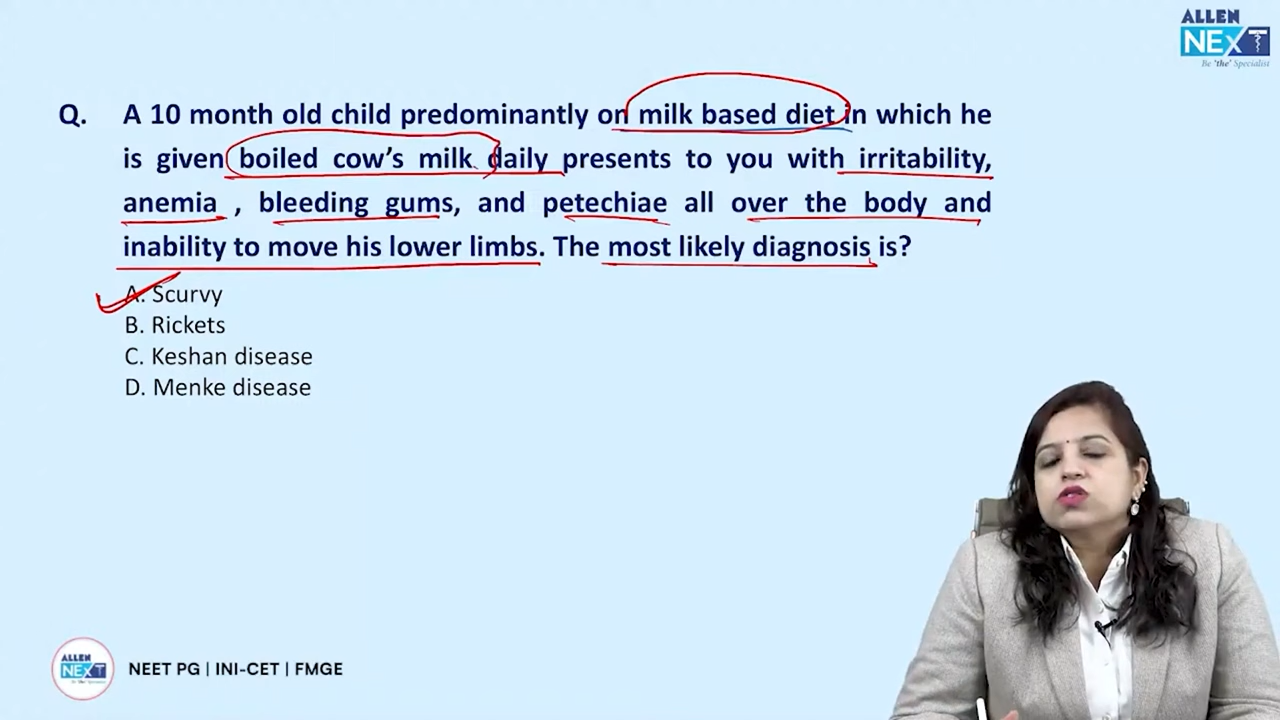 ALLEN
NEXT
Be 'the' Specialist
Q. A 10 month old child predominantly on milk based diet in which he
is given boiled cow's milk daily presents to you with irritability,
anemia , bleeding gums, and petechiae all over the body and
inability to move his lower limbs. The most likely diagnosis is?
A. Scurvy
B. Rickets
C. Keshan disease
D. Menke disease
ALLEN
NEXT
Be 'the' Specialist
NEET PG | INI-CET | FMGE